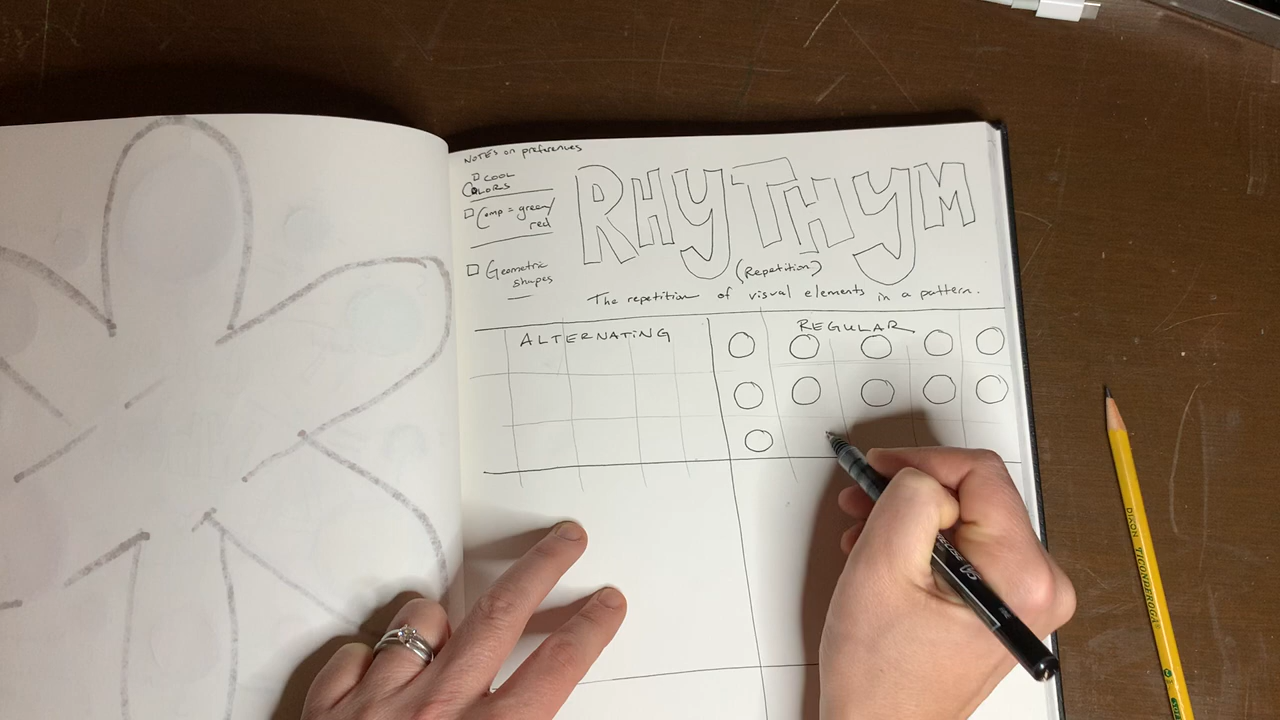 NOTES on preferences
COOL
COLORS
Comp = green/
red
Geometric
shapes
RHYTHYM
(Repetition)
The repetition of visual elements in a pattern.
ALTERNATING
REGULAR
DIXON TICONDEROGA